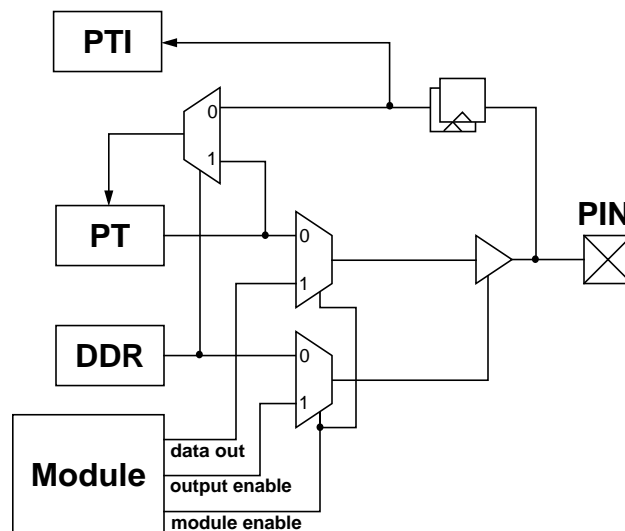 PTI
0
1
PT
PIN
0
1
DDR
0
1
Module
data out
output enable
module enable